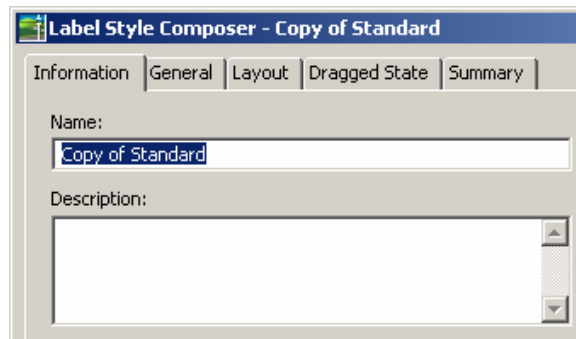 Label Style Composer - Copy of Standard
Information General Layout Dragged State Summary
Name:
Copy of Standard
Description: